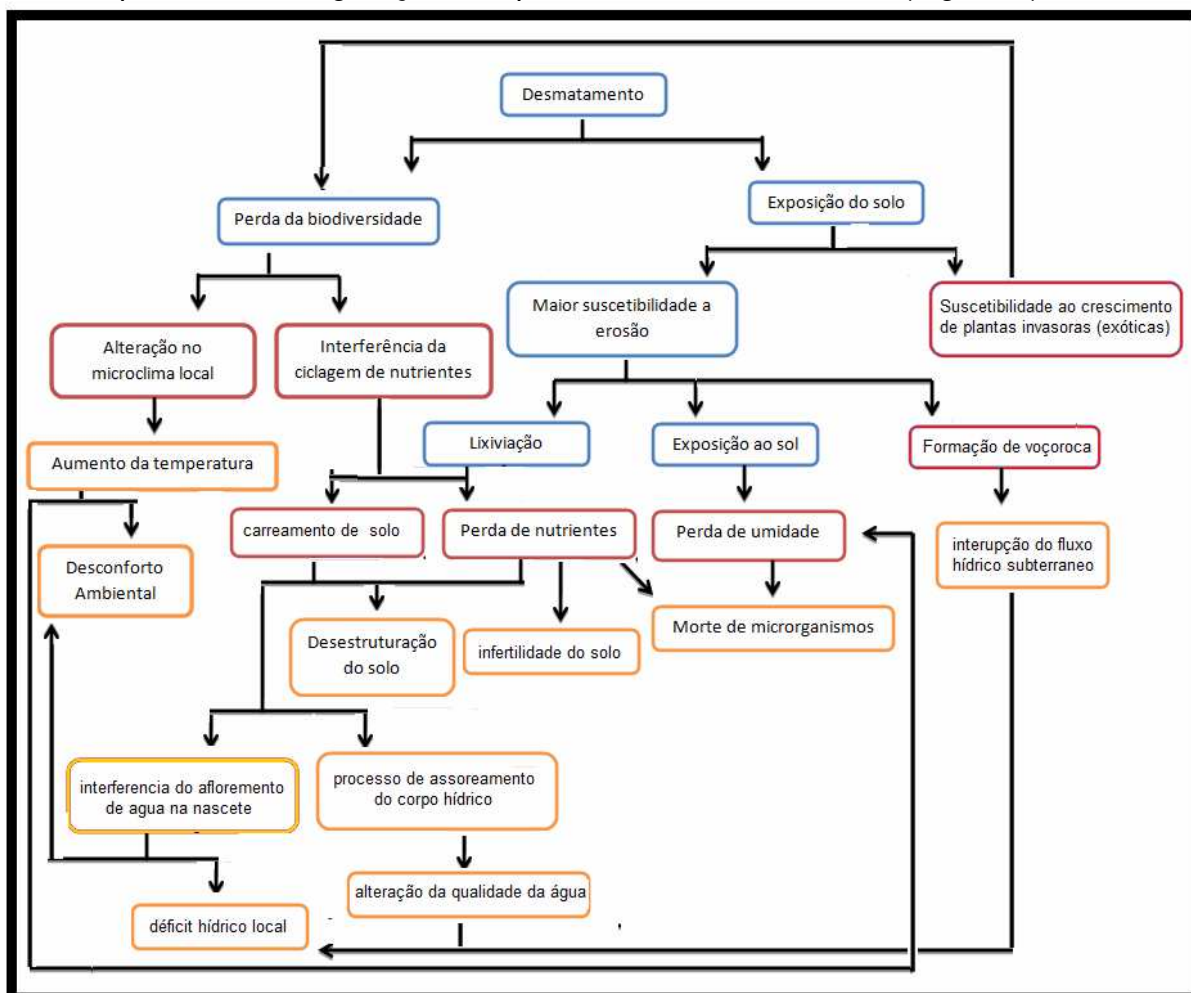 Desmatamento
Perda da biodiversidade
Exposição do solo
Maior suscetibilidade a
erosão
Suscetibilidade ao crescimento
de plantas invasoras (exóticas)
Alteração no
microclima local
Interferência da
ciclagem de nutrientes
Lixiviação
Exposição ao sol
Formação de voçoroca
Aumento da temperatura
carreamento de solo
Perda de nutrientes
Perda de umidade
interupção do fluxo
hídrico subterraneo
Desconforto
Ambiental
Desestruturação
do solo
infertilidade do solo
Morte de microrganismos
interferencia do afloremento
de agua na nascete
processo de assoreamento
do corpo hídrico
alteração da qualidade da água
déficit hídrico local